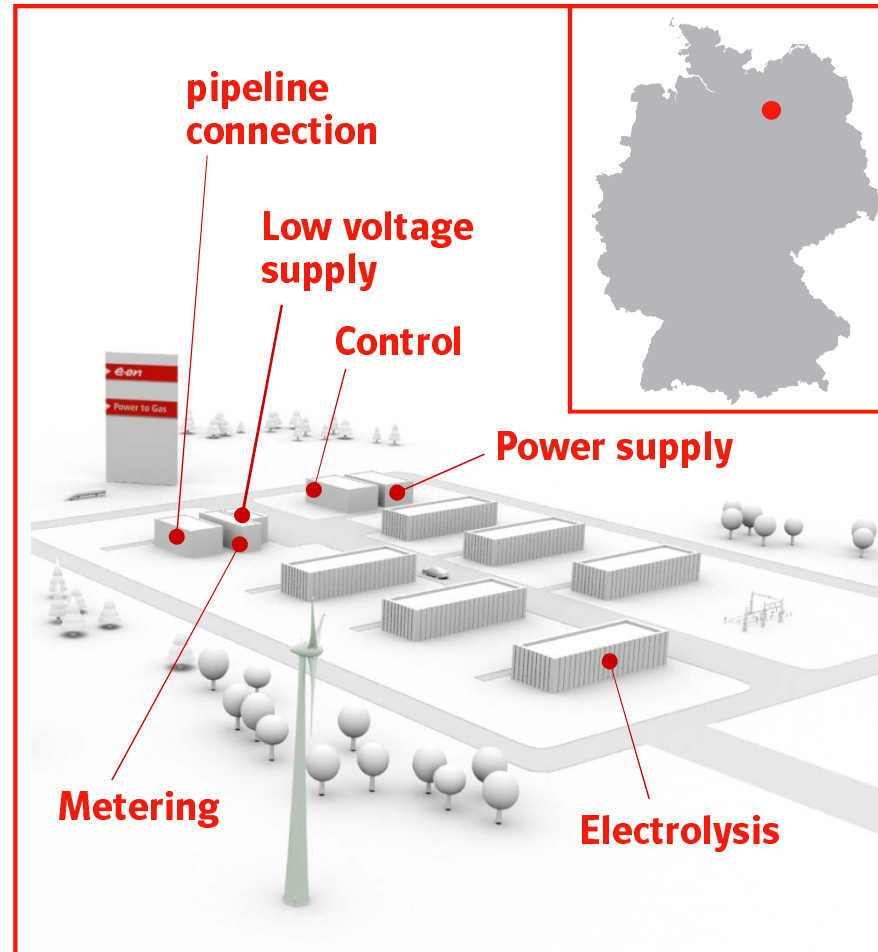 pipeline
connection
Low voltage
supply
Control
e·on
Power to Gas
Power supply
Metering
Electrolysis